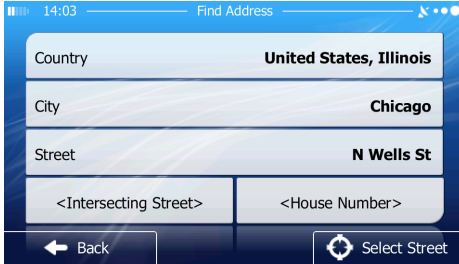 14:03 Find Address
Country United States, Illinois
City Chicago
Street N Wells St
<Intersecting Street> <House Number>
Back Select Street